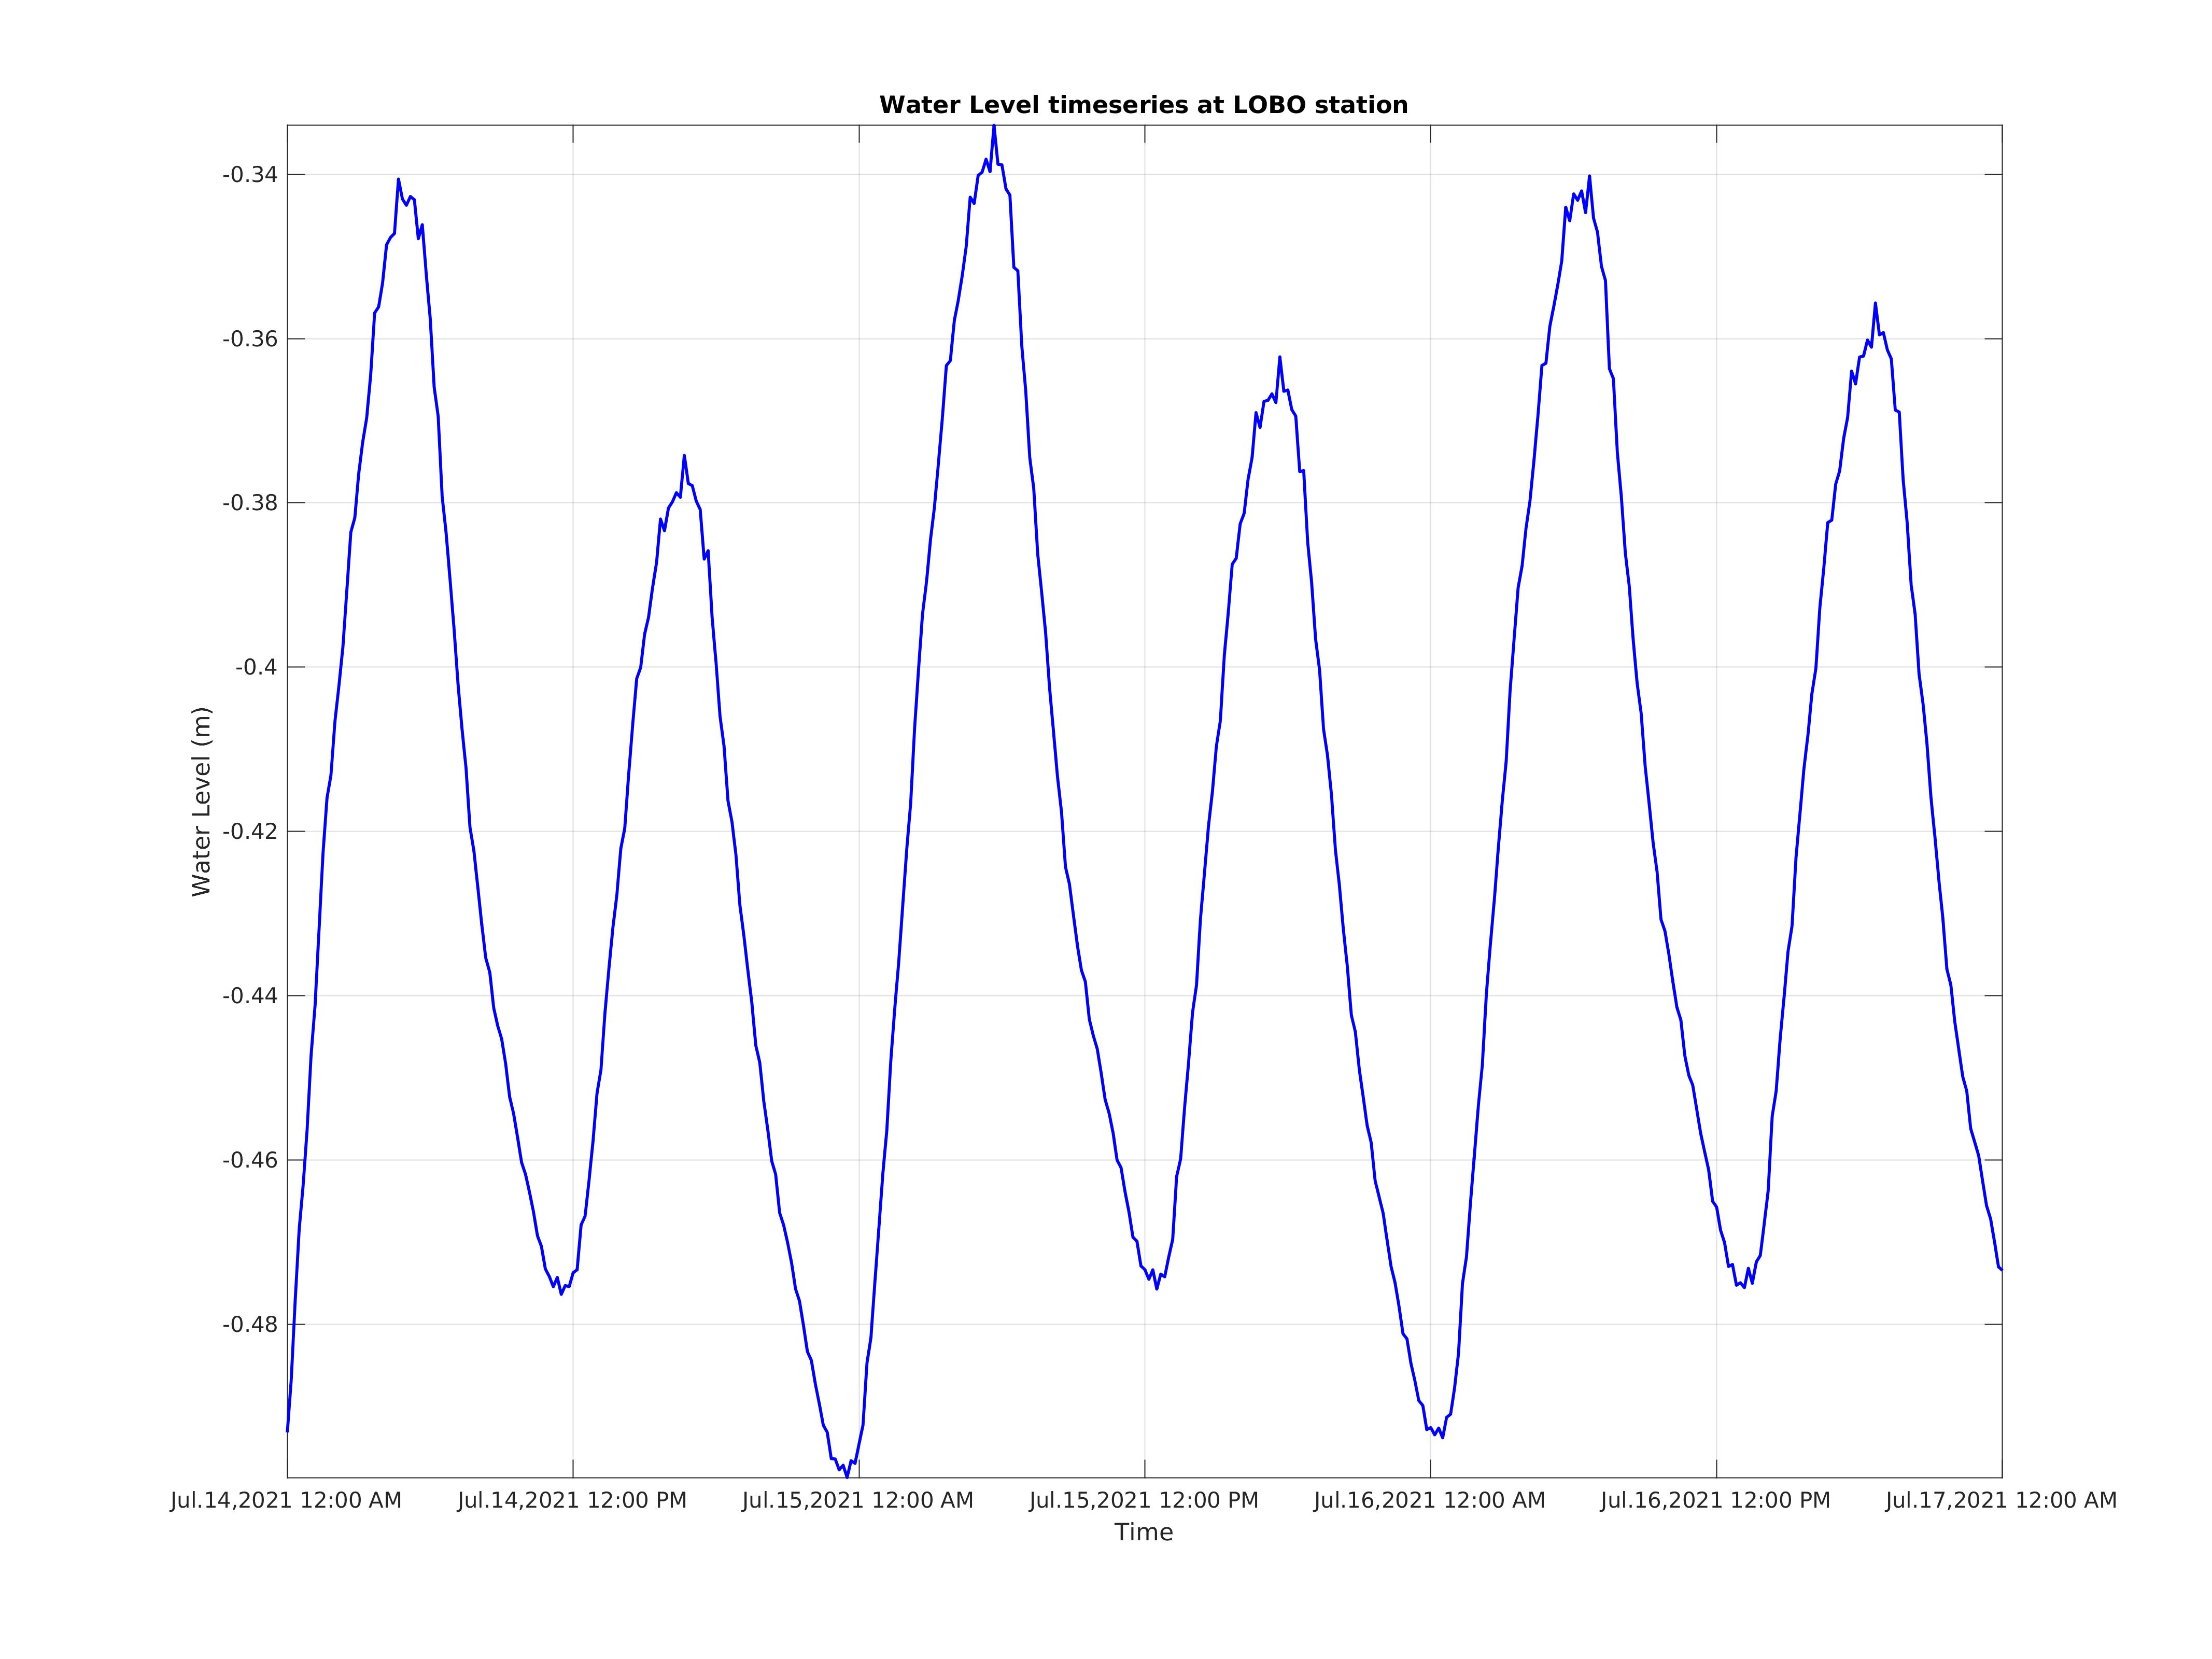 Water Level timeseries at LOBO station
-0.34
-0.36
-0.38
-0.4
-0.42
-0.44
-0.46
-0.48
Water Level (m)
Jul.14,2021 12:00 AM
Jul.14,2021 12:00 PM
Jul.15,2021 12:00 AM
Jul.15,2021 12:00 PM
Jul.16,2021 12:00 AM
Jul.16,2021 12:00 PM
Jul.17,2021 12:00 AM
Time